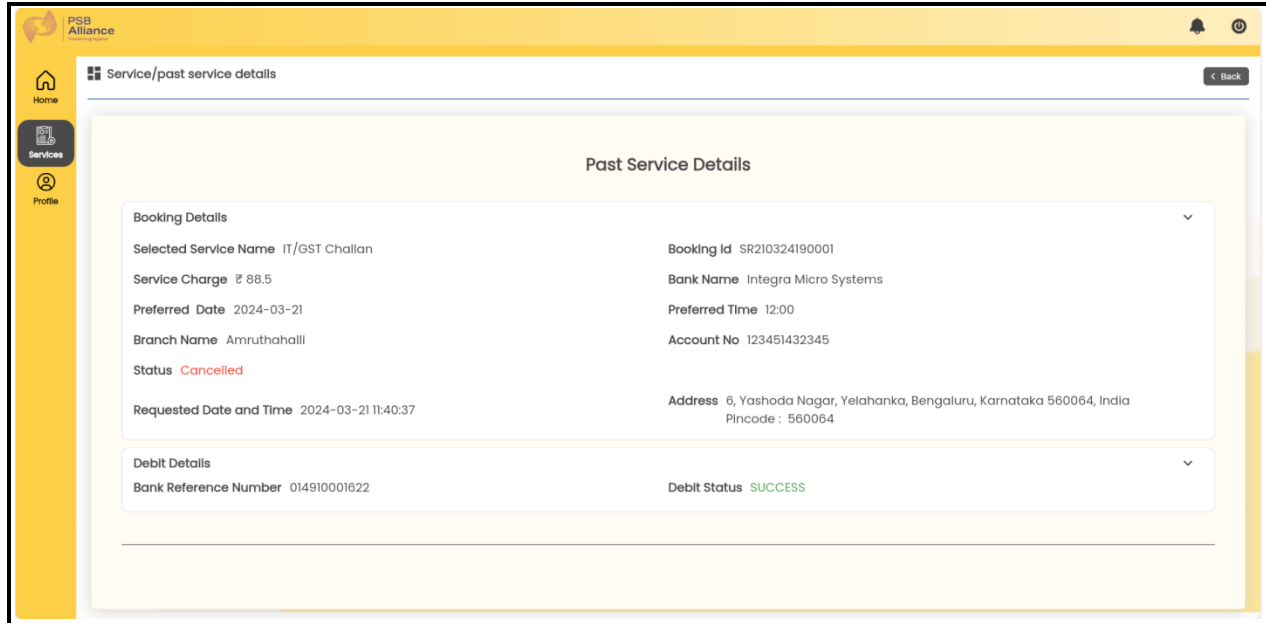 PSB
Alliance
Service/past service details
< Back
Home
Services
Profile
Past Service Details
Booking Details
Selected Service Name IT/GST Challan
Booking Id SR210324190001
Service Charge ₹ 88.5
Bank Name Integra Micro Systems
Preferred Date 2024-03-21
Preferred Time 12:00
Branch Name Amruthahalli
Account No 123451432345
Status Cancelled
Requested Date and Time 2024-03-21 11:40:37
Address 6, Yashoda Nagar, Yelahanka, Bengaluru, Karnataka 560064, India
Pincode : 560064
Debit Details
Bank Reference Number 014910001622
Debit Status SUCCESS